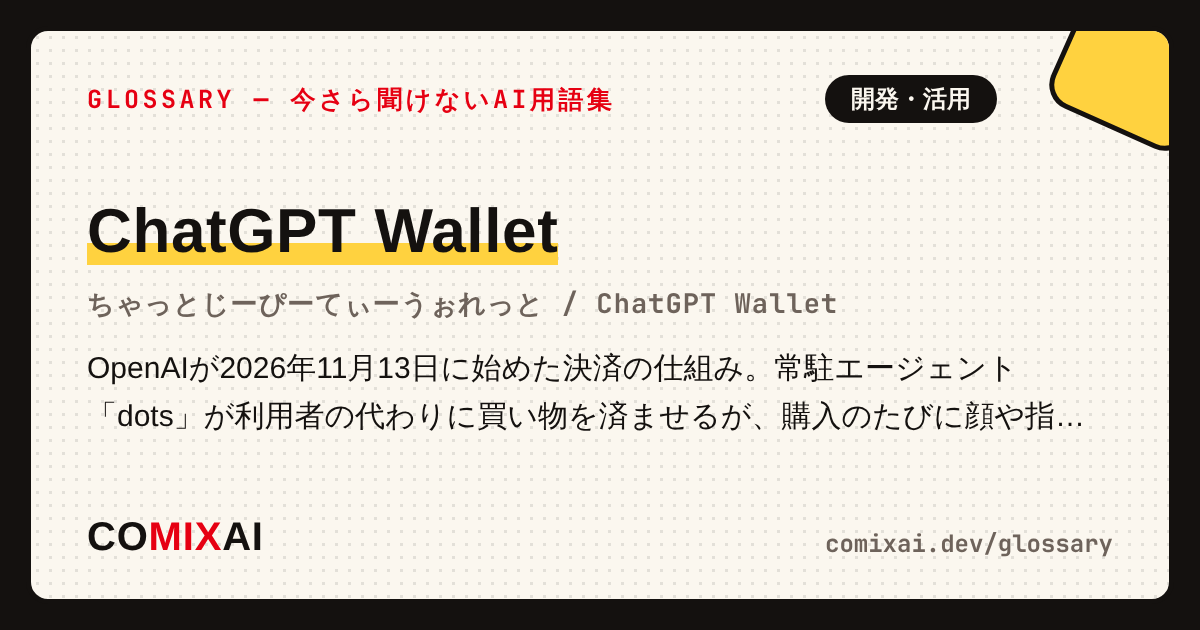 GLOSSARY — 今さら聞けないAI用語集
開発・活用
ChatGPT Wallet
ちゃっとじーぴーてぃーうぉれっと / ChatGPT Wallet
OpenAIが2026年11月13日に始めた決済の仕組み。常駐エージェント
「dots」が利用者の代わりに買い物を済ませるが、購入のたびに顔や指…
COMIXAI
comixai.dev/glossary